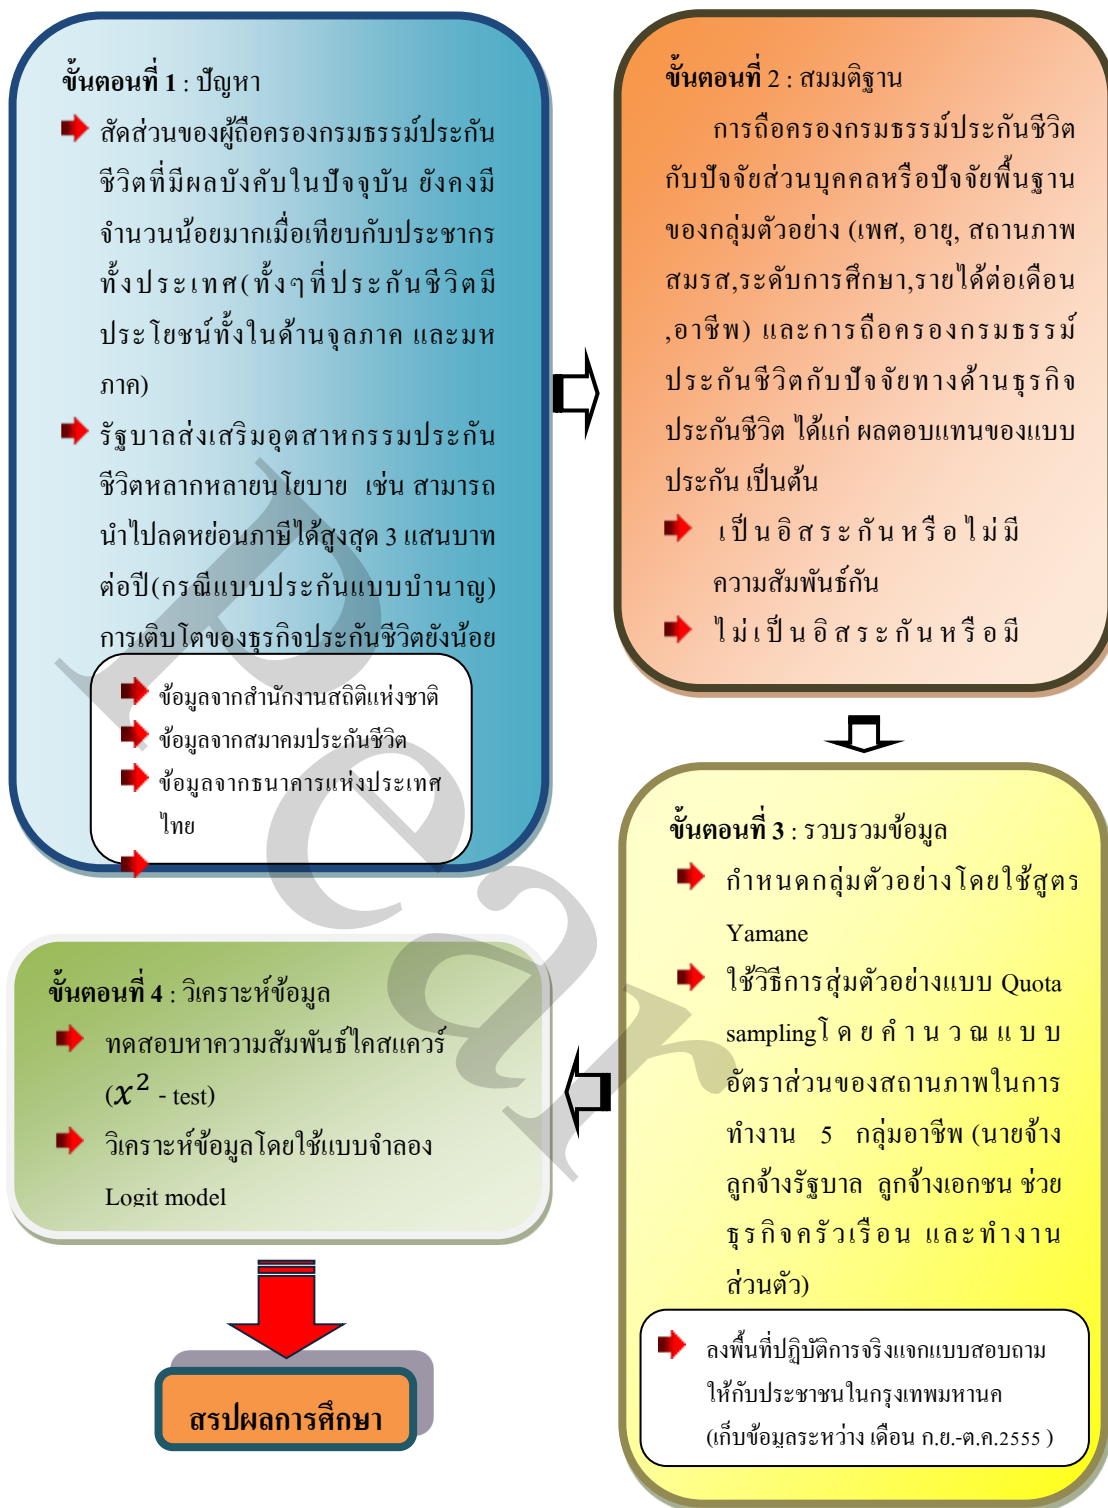 ขั้นตอนที่ 1 : ปัญหา
สัดส่วนของผู้ถือครองกรมธรรม์ประกัน
ชีวิตที่มีผลบังคับในปัจจุบัน ยังคงมี
จำนวนน้อยมากเมื่อเทียบกับประชากร
ทั้งประเทศ(ทั้งๆที่ประกันชีวิตมี
ประโยชน์ทั้งในด้านจุลภาค และมห
ภาค)
รัฐบาลส่งเสริมอุตสาหกรรมประกัน
ชีวิตหลากหลายนโยบาย เช่น สามารถ
นำไปลดหย่อนภาษีได้สูงสุด 3 แสนบาท
ต่อปี(กรณีแบบประกันแบบบำนาญ)
การเติบโตของธุรกิจประกันชีวิตยังน้อย
ข้อมูลจากสำนักงานสถิติแห่งชาติ
ข้อมูลจากสมาคมประกันชีวิต
ข้อมูลจากธนาคารแห่งประเทศ
ไทย
ขั้นตอนที่ 2 : สมมติฐาน
การถือครองกรมธรรม์ประกันชีวิต
กับปัจจัยส่วนบุคคลหรือปัจจัยพื้นฐาน
ของกลุ่มตัวอย่าง (เพศ, อายุ, สถานภาพ
สมรส,ระดับการศึกษา,รายได้ต่อเดือน
,อาชีพ) และการถือครองกรมธรรม์
ประกันชีวิตกับปัจจัยทางด้านธุรกิจ
ประกันชีวิต ได้แก่ ผลตอบแทนของแบบ
ประกัน เป็นต้น
เป็นอิสระกันหรือไม่มี
ความสัมพันธ์กัน
ไม่เป็นอิสระกันหรือมี
ขั้นตอนที่ 3 : รวบรวมข้อมูล
กำหนดกลุ่มตัวอย่างโดยใช้สูตร
Yamane
ใช้วิธีการสุ่มตัวอย่างแบบ Quota
samplingโดยคำนวณแบบ
อัตราส่วนของสถานภาพในการ
ทำงาน 5 กลุ่มอาชีพ (นายจ้าง
ลูกจ้างรัฐบาล ลูกจ้างเอกชน ช่วย
ธุรกิจครัวเรือน และทำงาน
ส่วนตัว)
ลงพื้นที่ปฏิบัติการจริงแจกแบบสอบถาม
ให้กับประชาชนในกรุงเทพมหานค
(เก็บข้อมูลระหว่าง เดือน ก.ย.-ต.ค.2555 )
ขั้นตอนที่ 4 : วิเคราะห์ข้อมูล
ทดสอบหาความสัมพันธ์ไคสแควร์
(x² - test)
วิเคราะห์ข้อมูลโดยใช้แบบจำลอง
Logit model
สรุปผลการศึกษา
Pear